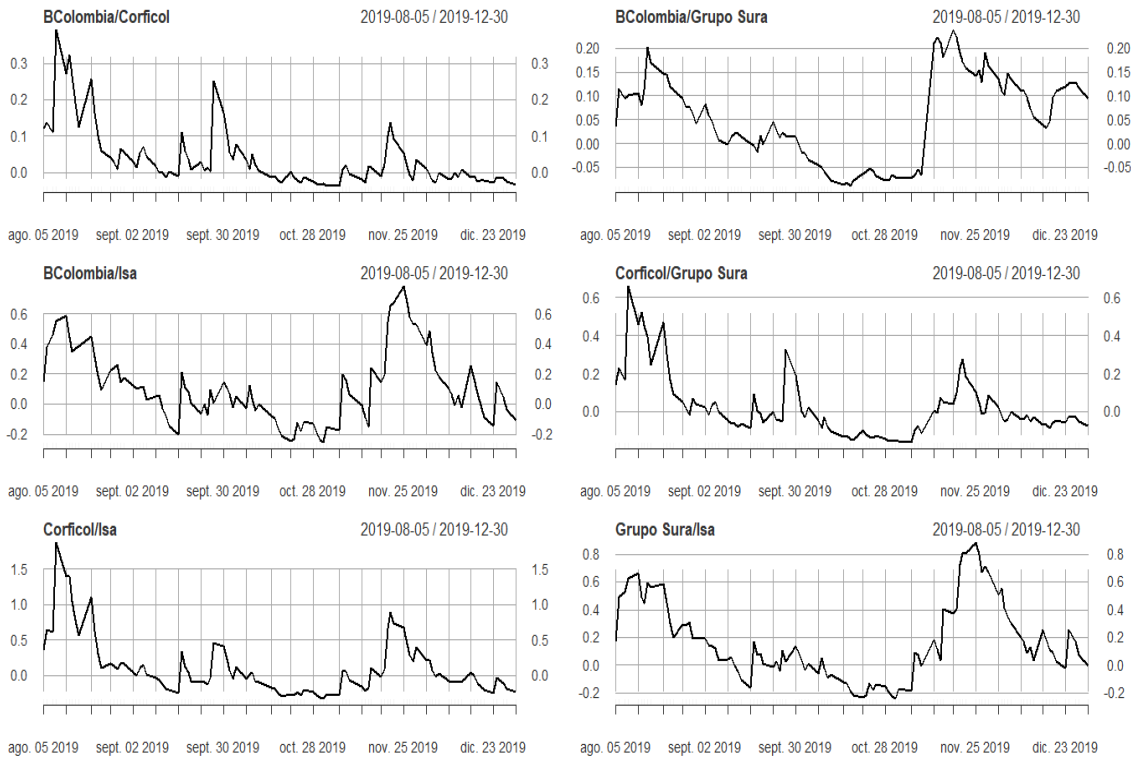 BColombia/Corficol 2019-08-05 / 2019-12-30
0.3 0.3
0.2 0.2
0.1 0.1
0.0 0.0
ago. 05 2019 sept. 02 2019 sept. 30 2019 oct. 28 2019 nov. 25 2019 dic. 23 2019
BColombia/Grupo Sura 2019-08-05 / 2019-12-30
0.20 0.20
0.15 0.15
0.10 0.10
0.05 0.05
0.00 0.00
-0.05 -0.05
ago. 05 2019 sept. 02 2019 sept. 30 2019 oct. 28 2019 nov. 25 2019 dic. 23 2019
BColombia/Isa 2019-08-05 / 2019-12-30
0.6 0.6
0.4 0.4
0.2 0.2
0.0 0.0
-0.2 -0.2
ago. 05 2019 sept. 02 2019 sept. 30 2019 oct. 28 2019 nov. 25 2019 dic. 23 2019
Corficol/Grupo Sura 2019-08-05 / 2019-12-30
0.6 0.6
0.4 0.4
0.2 0.2
0.0 0.0
ago. 05 2019 sept. 02 2019 sept. 30 2019 oct. 28 2019 nov. 25 2019 dic. 23 2019
Corficol/Isa 2019-08-05 / 2019-12-30
1.5 1.5
1.0 1.0
0.5 0.5
0.0 0.0
ago. 05 2019 sept. 02 2019 sept. 30 2019 oct. 28 2019 nov. 25 2019 dic. 23 2019
Grupo Sura/Isa 2019-08-05 / 2019-12-30
0.8 0.8
0.6 0.6
0.4 0.4
0.2 0.2
0.0 0.0
-0.2 -0.2
ago. 05 2019 sept. 02 2019 sept. 30 2019 oct. 28 2019 nov. 25 2019 dic. 23 2019